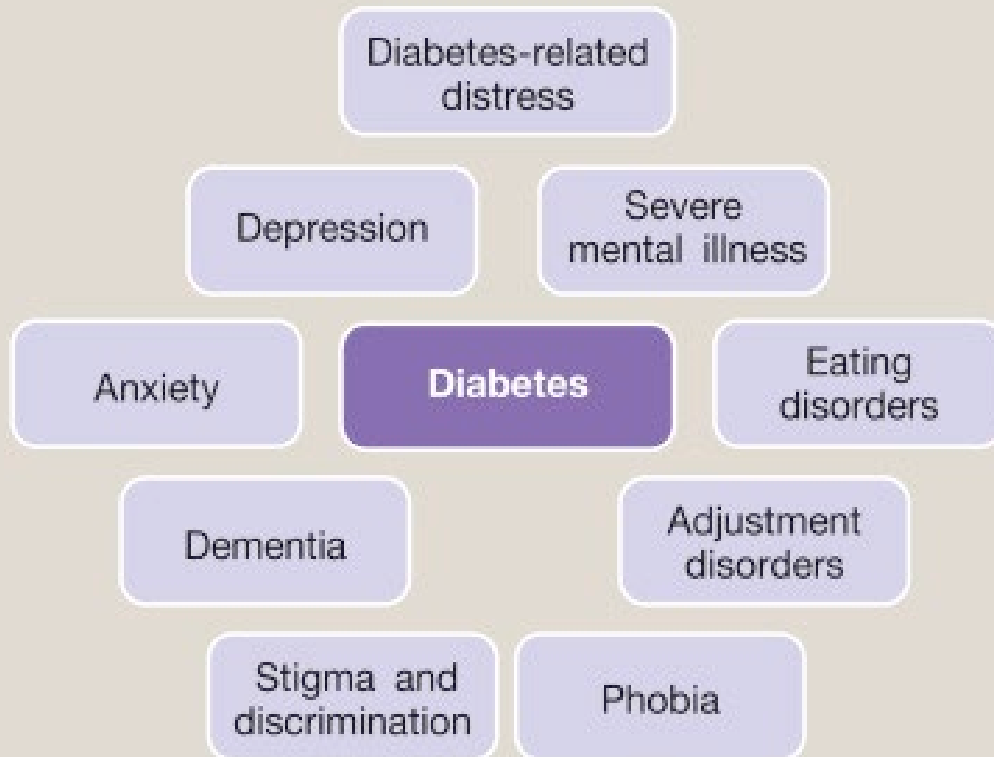 Diabetes-related
distress
Depression
Severe
mental illness
Anxiety
Diabetes
Eating
disorders
Dementia
Adjustment
disorders
Stigma and
discrimination
Phobia